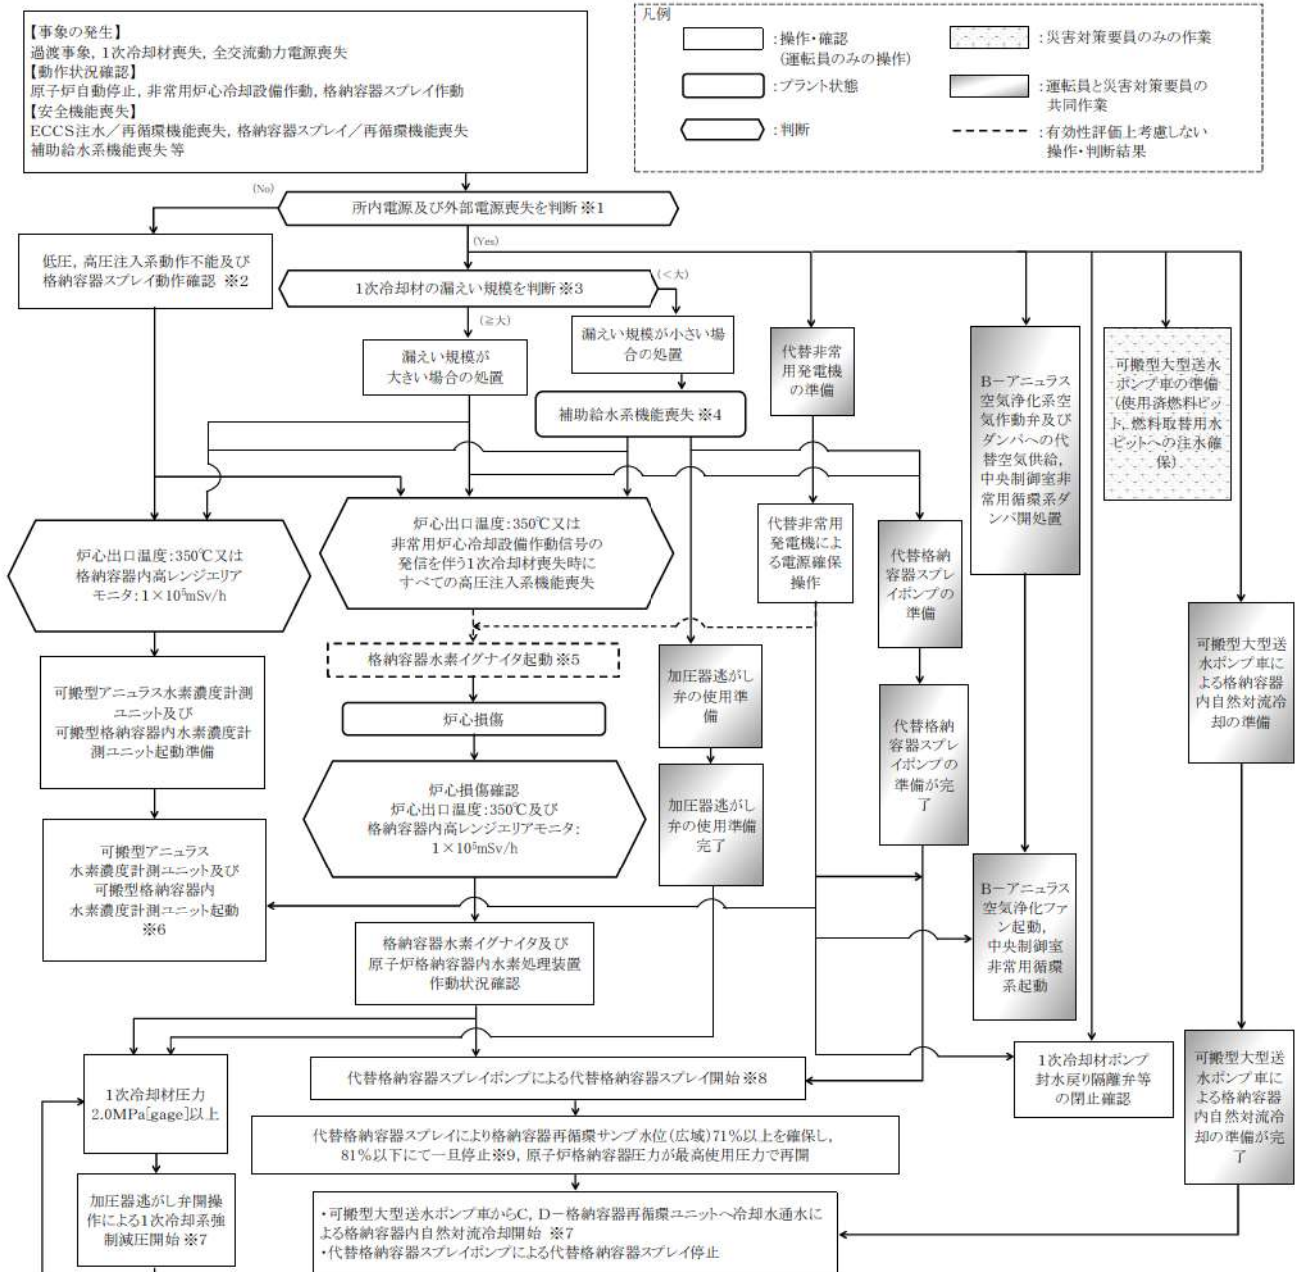 【事象の発生】
過渡事象, 1次冷却材喪失, 全交流動力電源喪失
【動作状況確認】
原子炉自動停止, 非常用炉心冷却設備作動, 格納容器スプレイ作動
【安全機能喪失】
ECCS注水／再循環機能喪失, 格納容器スプレイ／再循環機能喪失
補助給水系機能喪失 等
凡例
:操作・確認
(運転員のみの操作)
:プラント状態
:判断
:災害対策要員のみの作業
:運転員と災害対策要員の
共同作業
:有効性評価上考慮しない
操作・判断結果
(No)
所内電源及び外部電源喪失を判断 ※1
(Yes)
低圧, 高圧注入系動作不能及び
格納容器スプレイ動作確認 ※2
1次冷却材の漏えい規模を判断 ※3
(<大)
(≧大)
漏えい規模が
大きい場合の処置
漏えい規模が小さい場
合の処置
補助給水系機能喪失 ※4
代替非常
用発電機
の準備
B－アニュラス
空気浄化系空
気作動弁及び
ダンパへの代
替空気供給,
中央制御室非
常用循環系ダ
ンパ開処置
可搬型大型送水
ポンプ車の準備
(使用済燃料ピッ
ト, 燃料取替用水
ピットへの注水確
保)
炉心出口温度:350℃又は
格納容器内高レンジエリア
モニタ:1×10⁵mSv/h
炉心出口温度:350℃又は
非常用炉心冷却設備作動信号の
発信を伴う1次冷却材喪失時に
すべての高圧注入系機能喪失
代替非常用
発電機によ
る電源確保
操作
代替格納
容器スプレ
イポンプの
準備
格納容器水素イグナイタ起動 ※5
炉心損傷
可搬型アニュラス水素濃度計測
ユニット及び
可搬型格納容器内水素濃度計
測ユニット起動準備
加圧器逃がし
弁の使用準
備
代替格納
容器スプレ
イポンプの
準備が完
了
可搬型大型送
水ポンプ車に
よる格納容器
内自然対流冷
却の準備
炉心損傷確認
炉心出口温度:350℃及び
格納容器内高レンジエリアモニタ:
1×10⁵mSv/h
加圧器逃がし
弁の使用準備
完了
可搬型アニュラス
水素濃度計測ユニット及び
可搬型格納容器内
水素濃度計測ユニット起動
※6
B－アニュラス
空気浄化ファ
ン起動,
中央制御室
非常用循環
系起動
格納容器水素イグナイタ及び
原子炉格納容器内水素処理装置
作動状況確認
1次冷却材圧力
2.0MPa[gage]以上
代替格納容器スプレイポンプによる代替格納容器スプレイ開始 ※8
1次冷却材ポンプ
封水戻り隔離弁等
の閉止確認
可搬型大型送
水ポンプ車に
よる格納容器
内自然対流冷
却の準備が完
了
代替格納容器スプレイにより格納容器再循環サンプ水位(広域)71%以上を確保し,
81%以下にて一旦停止※9, 原子炉格納容器圧力が最高使用圧力で再開
加圧器逃がし弁開操
作による1次冷却系強
制減圧開始 ※7
・可搬型大型送水ポンプ車からC, D－格納容器再循環ユニットへ冷却水通水に
よる格納容器内自然対流冷却開始 ※7
・代替格納容器スプレイポンプによる代替格納容器スプレイ停止